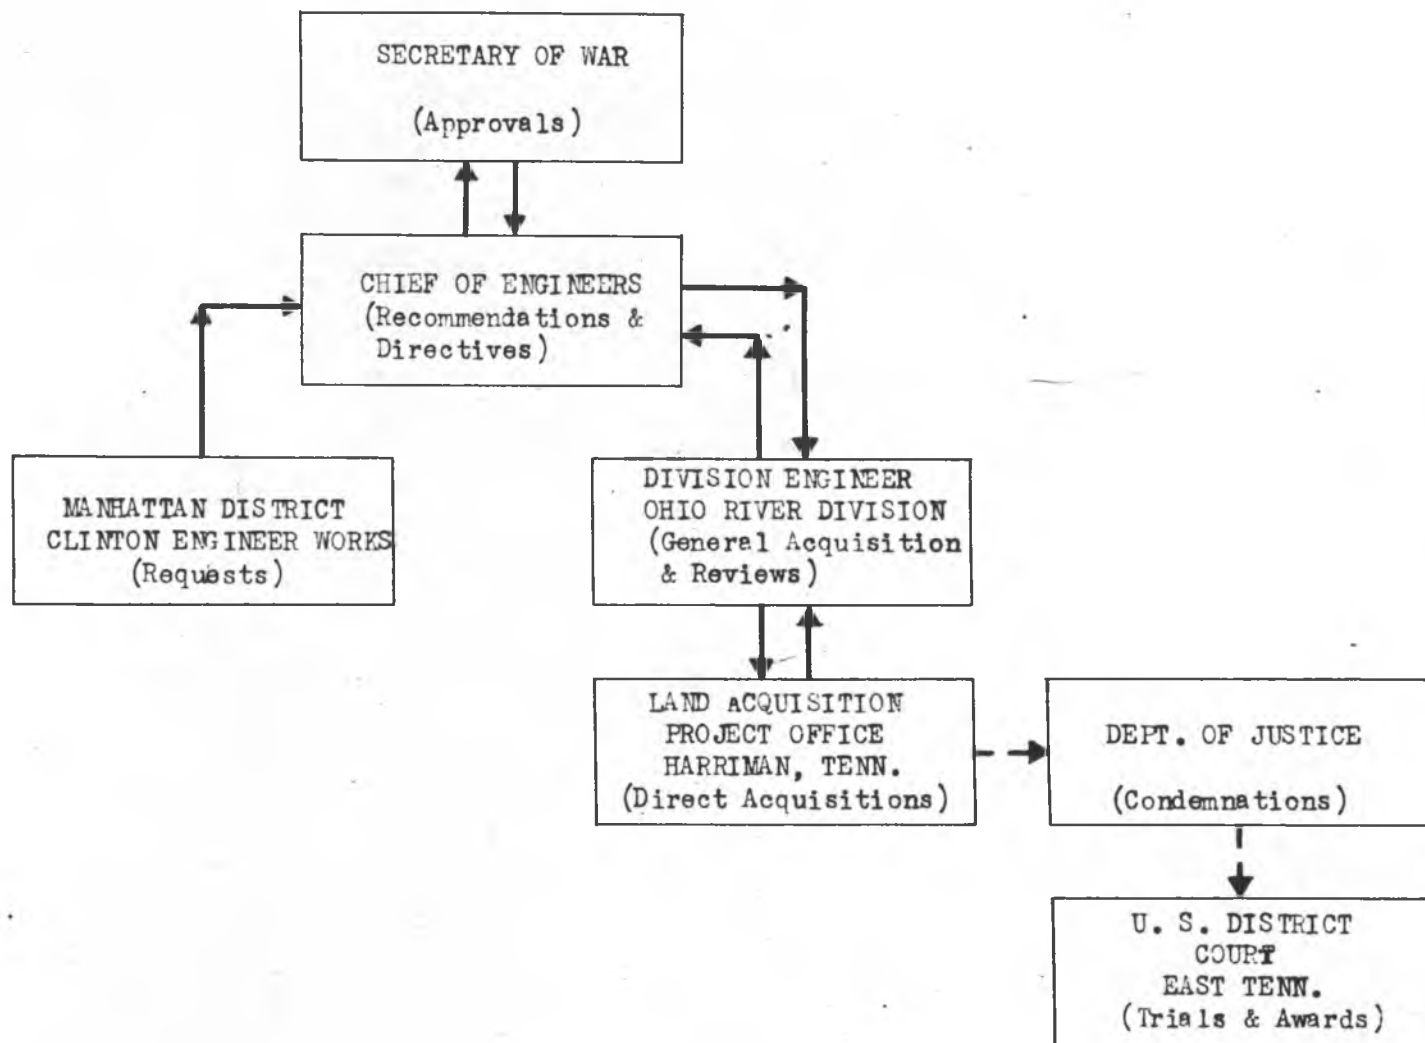 SECRETARY OF WAR
(Approvals)
CHIEF OF ENGINEERS
(Recommendations &
Directives)
MANHATTAN DISTRICT
CLINTON ENGINEER WORKS
(Requests)
DIVISION ENGINEER
OHIO RIVER DIVISION
(General Acquisition
& Reviews)
LAND ACQUISITION
PROJECT OFFICE
HARRIMAN, TENN.
(Direct Acquisitions)
DEPT. OF JUSTICE
(Condemnations)
U. S. DISTRICT
COURT
EAST TENN.
(Trials & Awards)